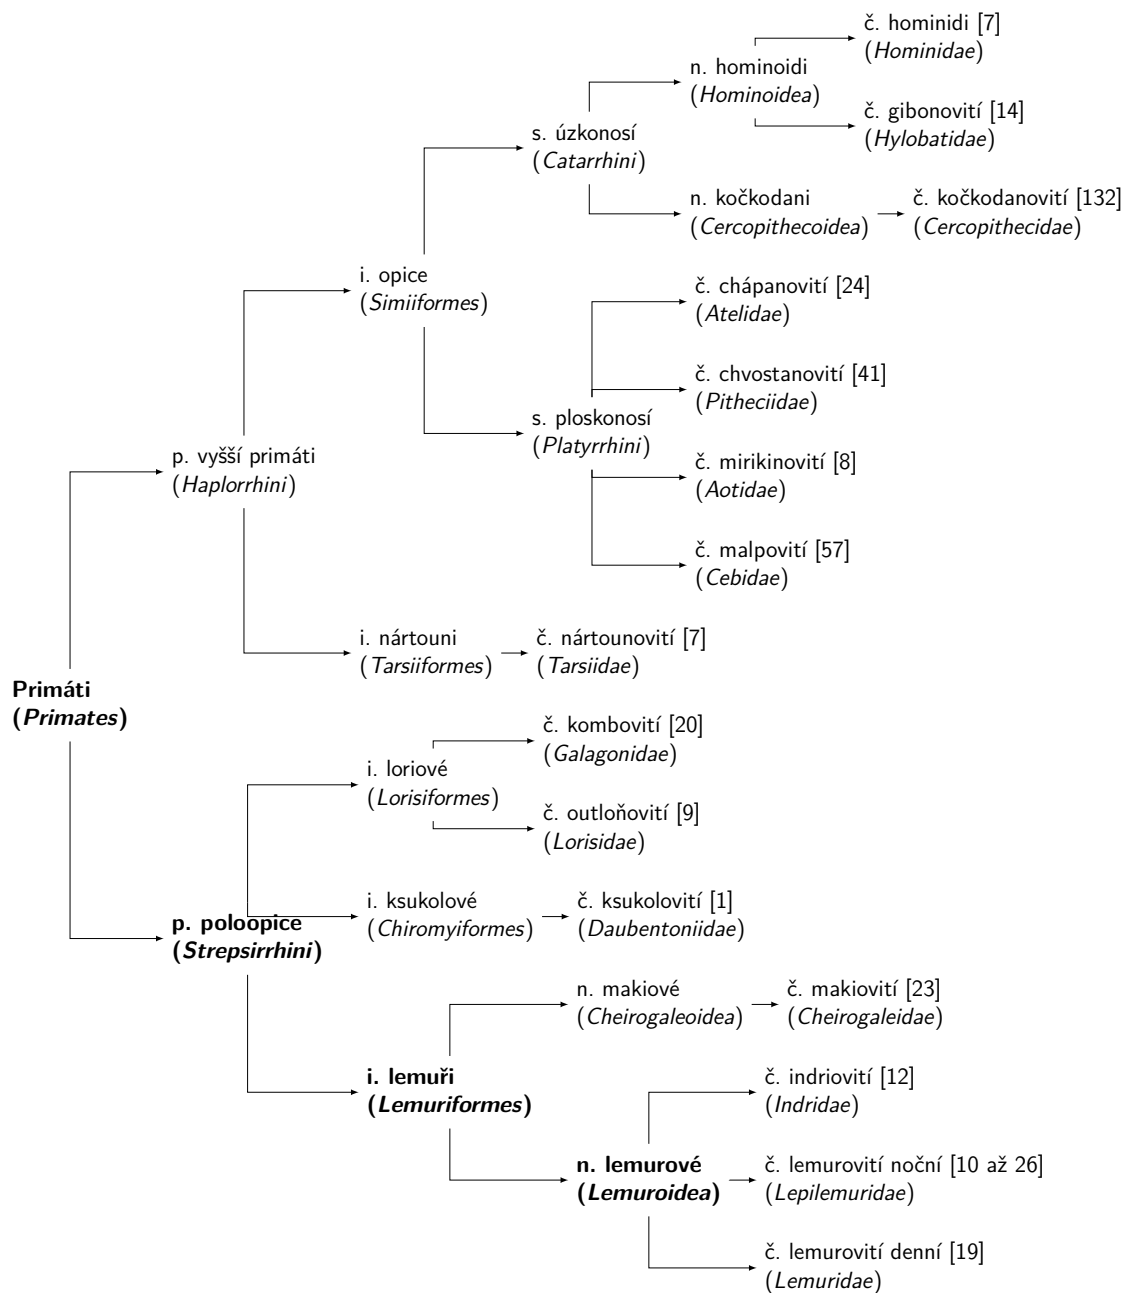 č. hominidi [7]
(Hominidae)
n. hominoidi
(Hominoidea)
č. gibonovití [14]
(Hylobatidae)
s. úzkonosí
(Catarrhini)
n. kočkodani
(Cercopithecoidea)
č. kočkodanovití [132]
(Cercopithecidae)
i. opice
(Simiiformes)
č. chápanovití [24]
(Atelidae)
č. chvostanovití [41]
(Pitheciidae)
s. ploskonosí
(Platyrrhini)
č. mirikinovití [8]
(Aotidae)
p. vyšší primáti
(Haplorrhini)
č. malpovití [57]
(Cebidae)
i. nártouni
(Tarsiiformes)
č. nártounovití [7]
(Tarsiidae)
Primáti
(Primates)
č. kombovití [20]
(Galagonidae)
i. loriové
(Lorisiformes)
č. outloňovití [9]
(Lorisidae)
i. ksukolové
(Chiromyiformes)
č. ksukolovití [1]
(Daubentoniidae)
p. poloopice
(Strepsirrhini)
n. makiové
(Cheirogaleoidea)
č. makiovití [23]
(Cheirogaleidae)
i. lemuři
(Lemuriformes)
č. indriovití [12]
(Indridae)
n. lemurové
(Lemuroidea)
č. lemurovití noční [10 až 26]
(Lepilemuridae)
č. lemurovití denní [19]
(Lemuridae)